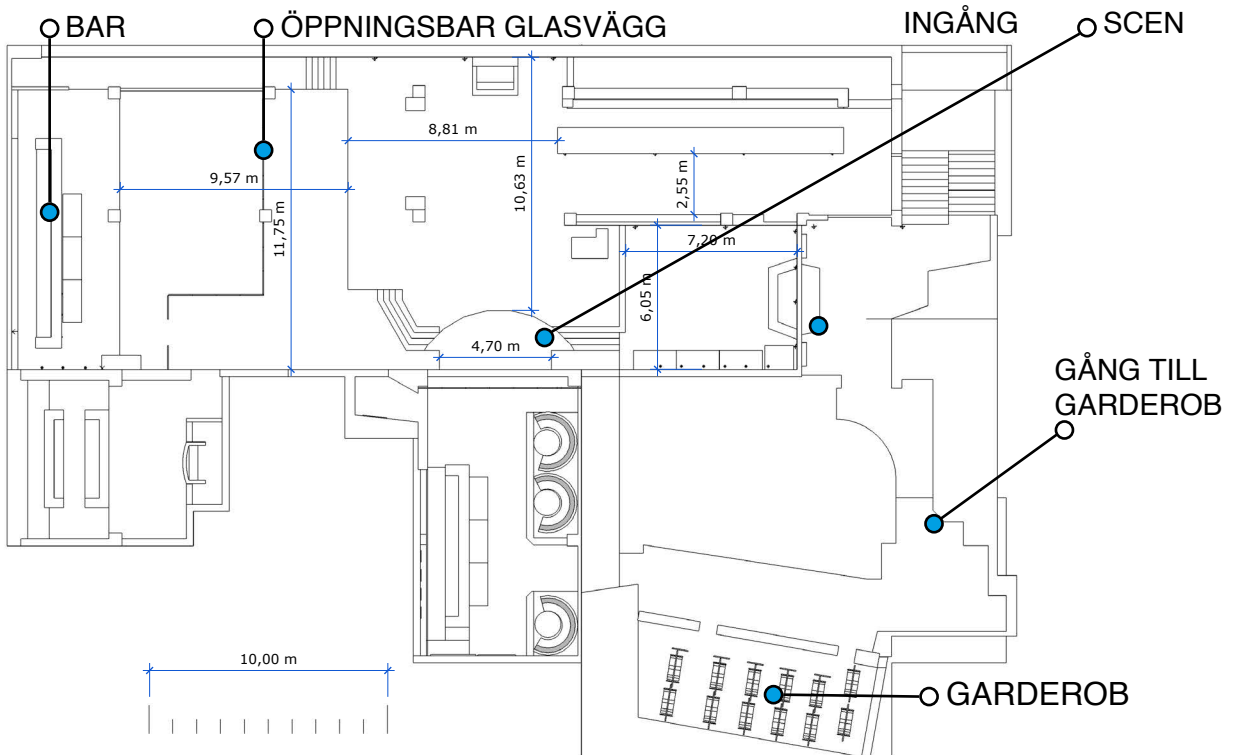 BAR
ÖPPNINGSBAR GLASVÄGG
INGÅNG
SCEN
8,81 m
9,57 m
11,75 m
10,63 m
2,55 m
7,20 m
6,05 m
4,70 m
GÅNG TILL
GARDEROB
10,00 m
GARDEROB